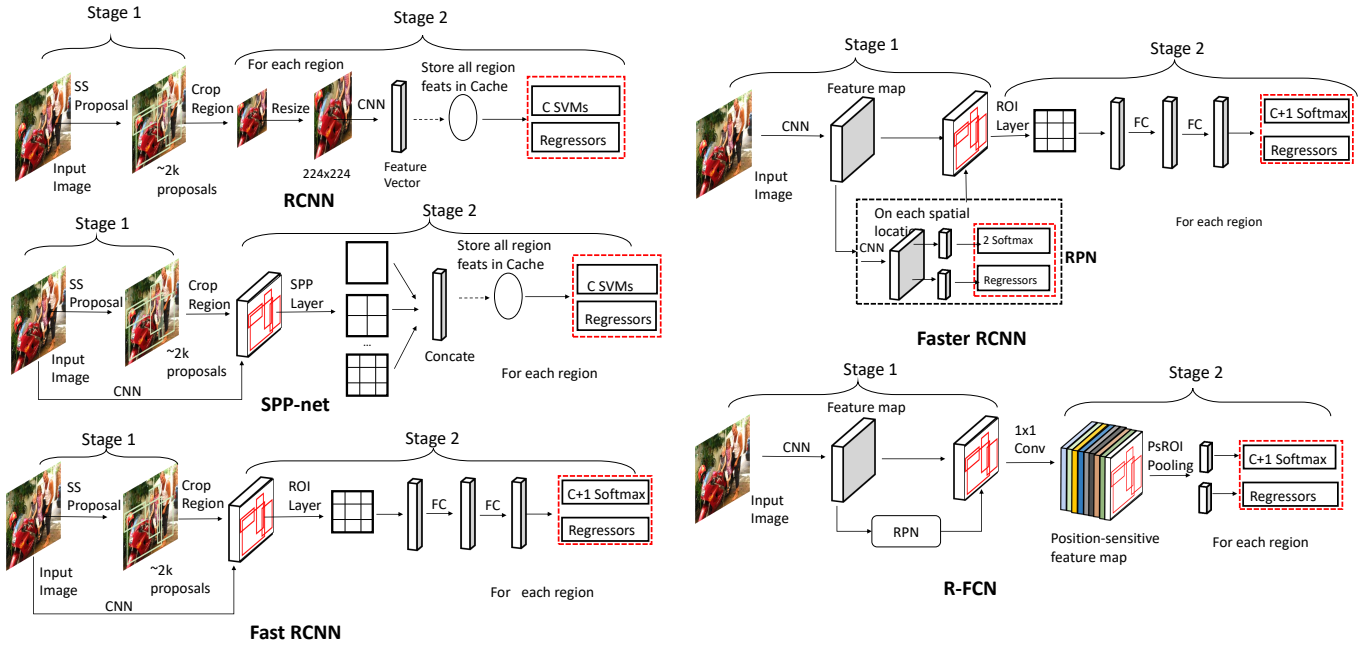 Stage 1
Stage 2
SS
Proposal
Crop
Region
For each region
Resize
CNN
Store all region
feats in Cache
C SVMs
Regressors
Input
Image
~2k
proposals
224x224
Feature
Vector
RCNN
Stage 1
Stage 2
SS
Proposal
Crop
Region
SPP
Layer
...
Store all region
feats in Cache
C SVMs
Regressors
Input
Image
~2k
proposals
CNN
Concate
For each region
SPP-net
Stage 1
Stage 2
SS
Proposal
Crop
Region
ROI
Layer
FC
FC
C+1 Softmax
Regressors
Input
Image
~2k
proposals
CNN
For each region
Fast RCNN
Stage 1
Stage 2
Feature map
CNN
ROI
Layer
FC
FC
C+1 Softmax
Regressors
Input
Image
On each spatial
locatio
CNN
2 Softmax
Regressors
RPN
For each region
Faster RCNN
Stage 1
Stage 2
Feature map
CNN
1x1
Conv
PsROI
Pooling
C+1 Softmax
Regressors
Input
Image
RPN
Position-sensitive
feature map
For each region
R-FCN